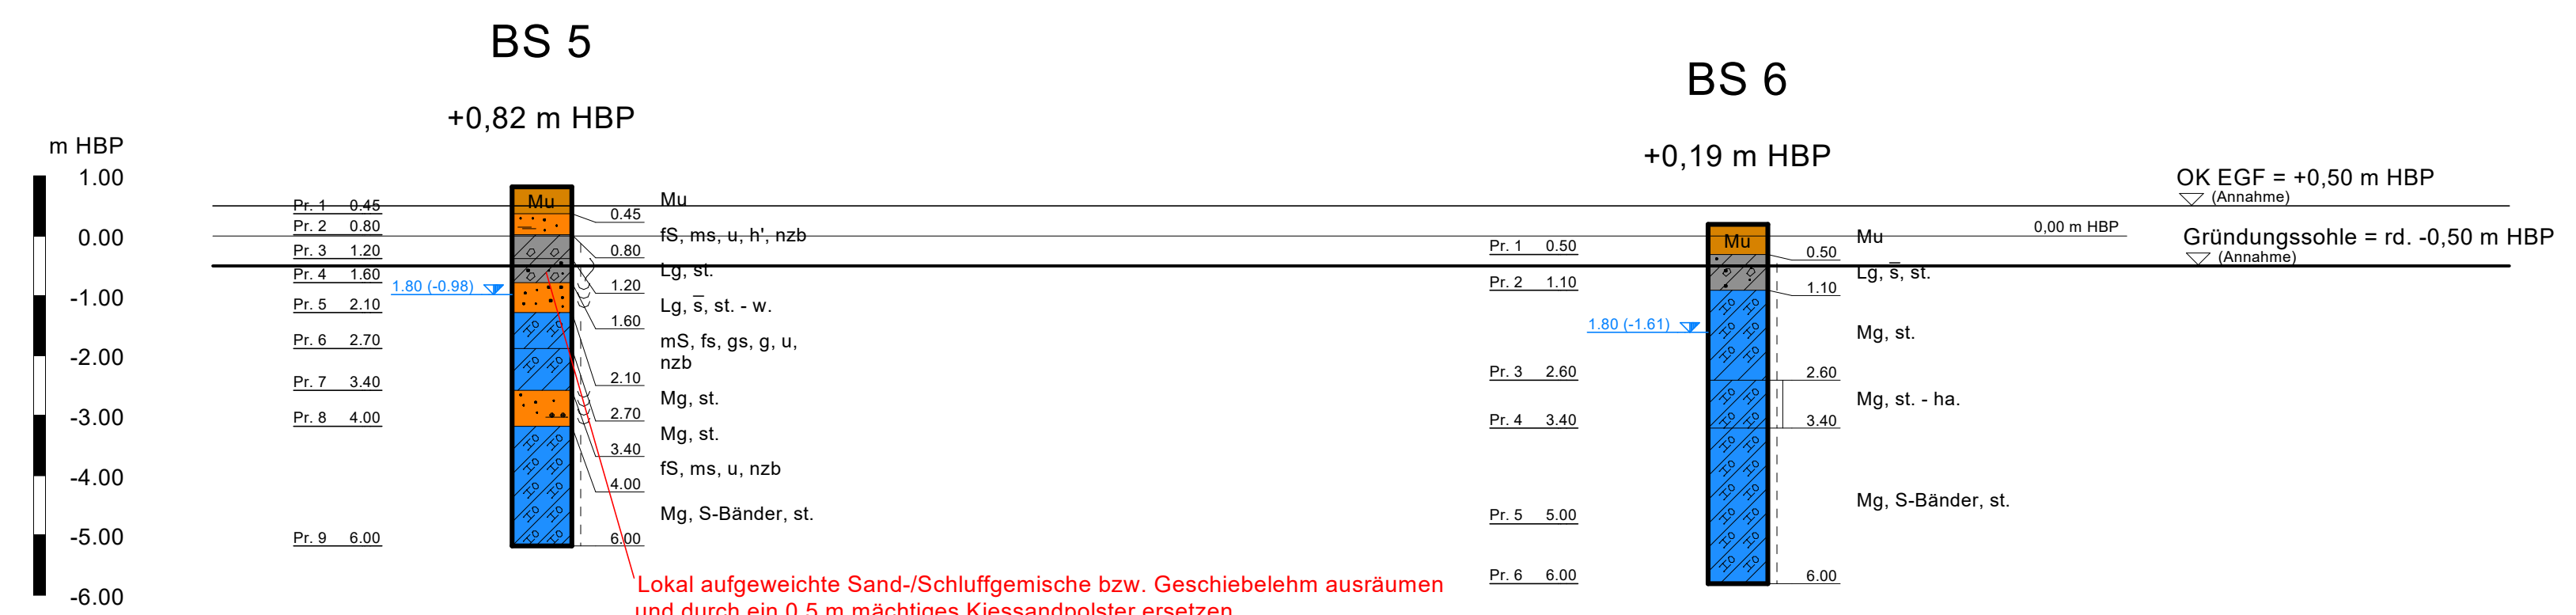 BS 5
+0,82 m HBP
BS 6
+0,19 m HBP
m HBP
1.00
0.00
-1.00
-2.00
-3.00
-4.00
-5.00
-6.00
Pr. 1 0.45
Pr. 2 0.80
Pr. 3 1.20
Pr. 4 1.60
1.80 (-0.98)
Pr. 5 2.10
Pr. 6 2.70
Pr. 7 3.40
Pr. 8 4.00
Pr. 9 6.00
Mu
0.45
0.80
1.20
1.60
2.10
2.70
3.40
4.00
6.00
Mu
fS, ms, u, h', nzb
Lg, st.
Lg, s̅, st. - w.
mS, fs, gs, g, u,
nzb
Mg, st.
Mg, st.
fS, ms, u, nzb
Mg, S-Bänder, st.
Lokal aufgeweichte Sand-/Schluffgemische bzw. Geschiebelehm ausräumen
und durch ein 0,5 m mächtiges Kiessandpolster ersetzen
Pr. 1 0.50
Pr. 2 1.10
1.80 (-1.61)
Pr. 3 2.60
Pr. 4 3.40
Pr. 5 5.00
Pr. 6 6.00
Mu
0.50
1.10
2.60
3.40
6.00
Mu
Lg, s̅, st.
Mg, st.
Mg, st. - ha.
Mg, S-Bänder, st.
OK EGF = +0,50 m HBP
(Annahme)
0,00 m HBP
Gründungssohle = rd. -0,50 m HBP
(Annahme)